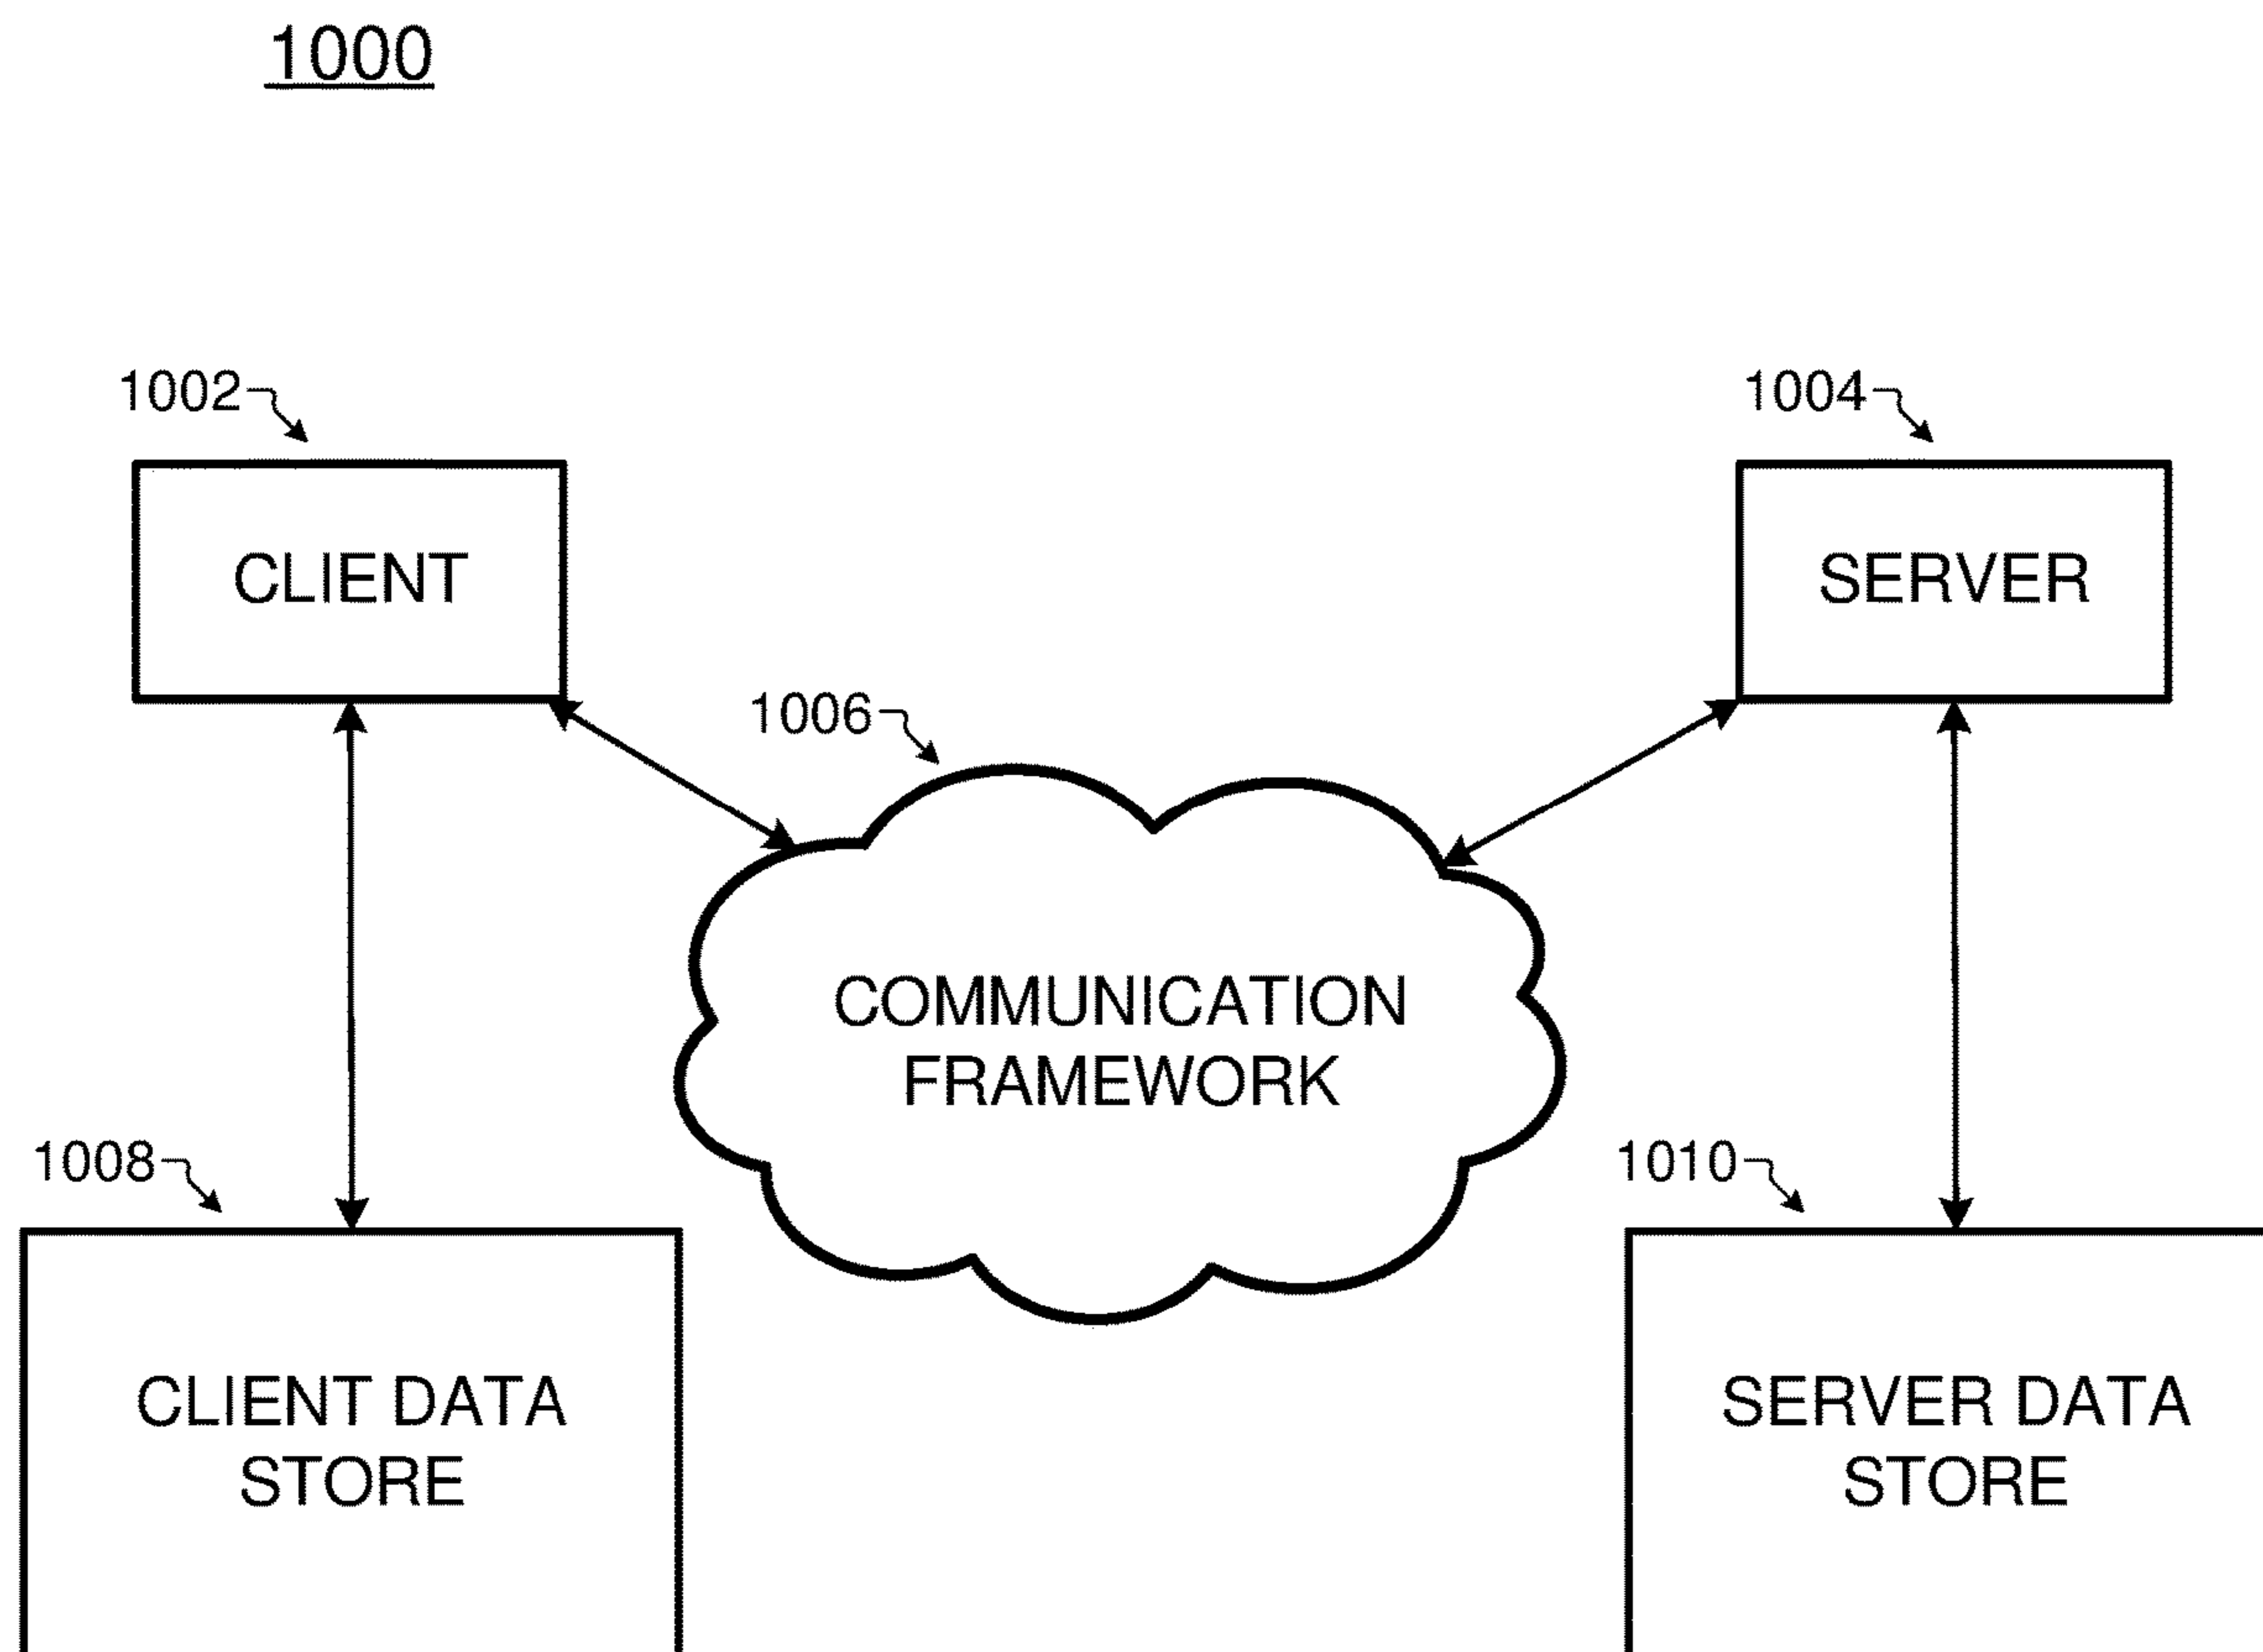 1000
1002
1004
CLIENT
SERVER
1006
COMMUNICATION
FRAMEWORK
1008
1010
CLIENT DATA
STORE
SERVER DATA
STORE